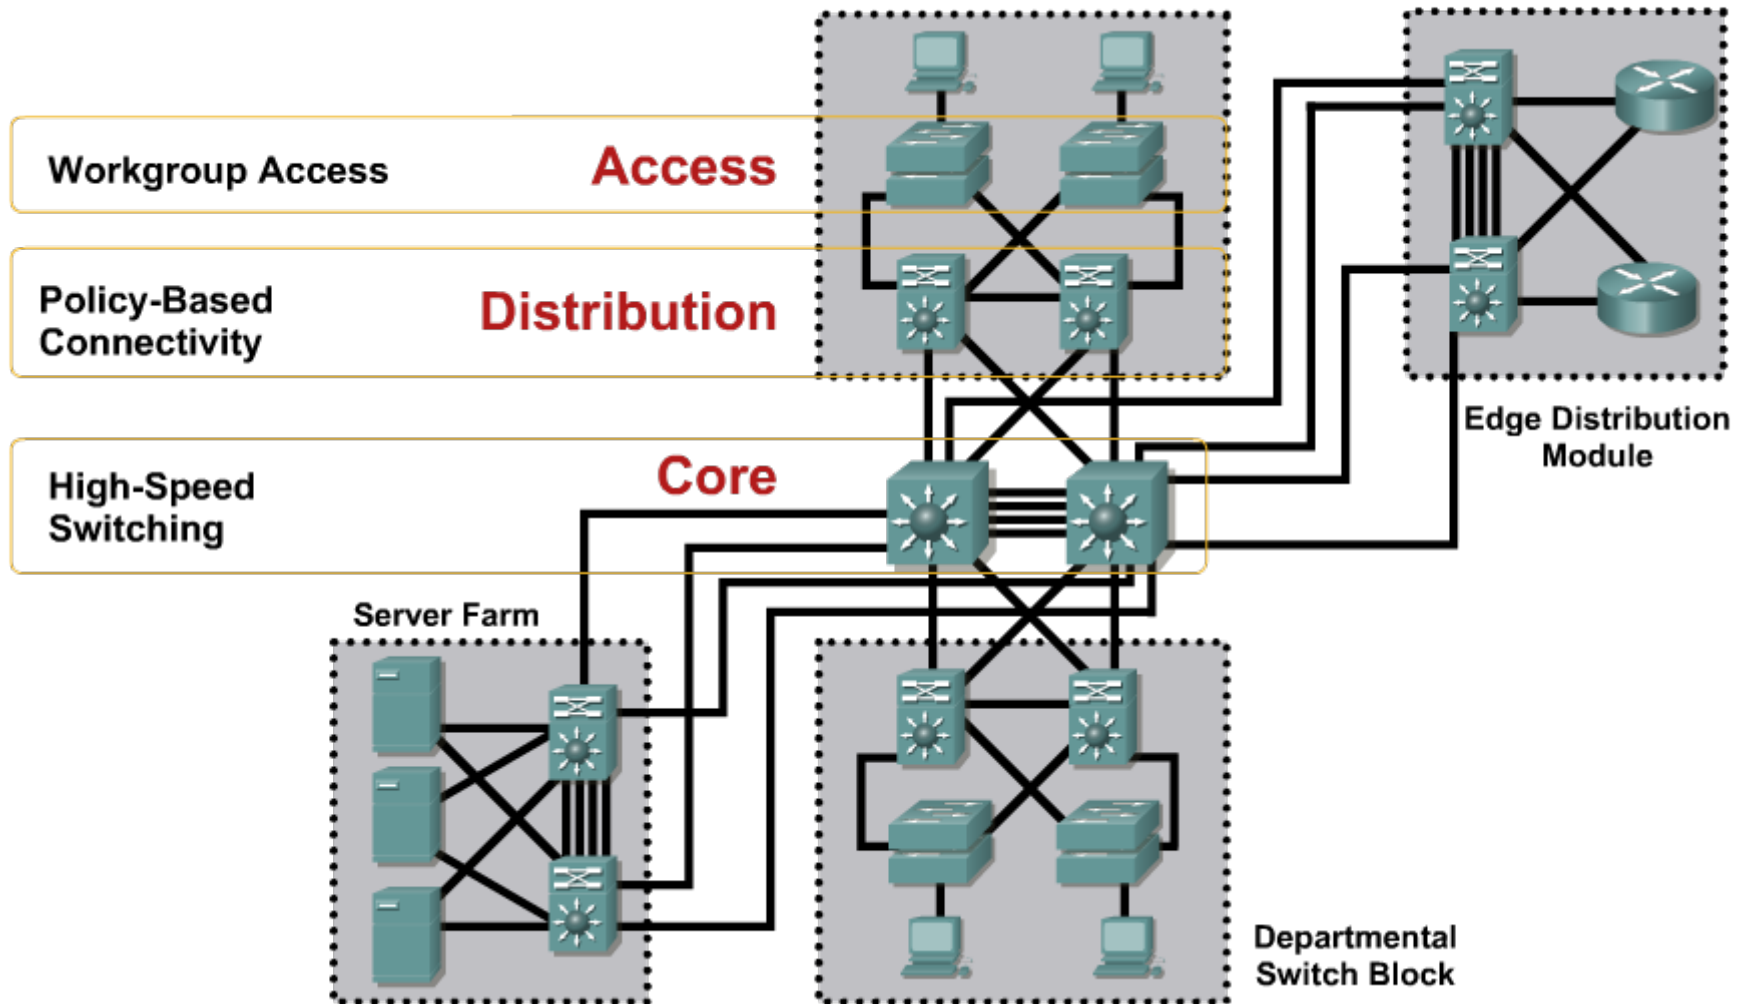 Workgroup Access
Access
Policy-Based
Connectivity
Distribution
Edge Distribution
Module
High-Speed
Switching
Core
Server Farm
Departmental
Switch Block